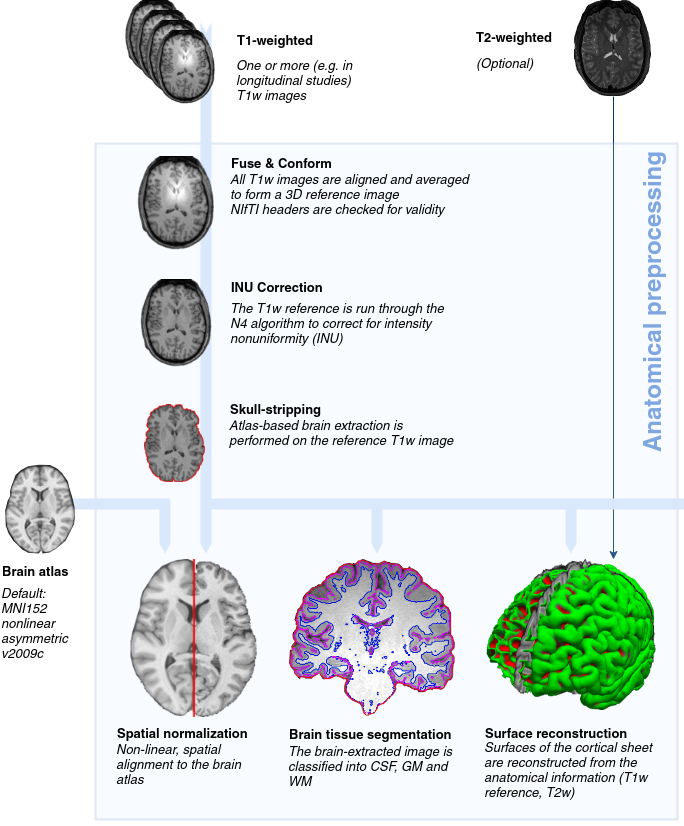 T1-weighted
One or more (e.g. in
longitudinal studies)
T1w images
T2-weighted
(Optional)
Anatomical preprocessing
Fuse & Conform
All T1w images are aligned and averaged
to form a 3D reference image
NIfTI headers are checked for validity
INU Correction
The T1w reference is run through the
N4 algorithm to correct for intensity
nonuniformity (INU)
Skull-stripping
Atlas-based brain extraction is
performed on the reference T1w image
Brain atlas
Default:
MNI152
nonlinear
asymmetric
v2009c
Spatial normalization
Non-linear, spatial
alignment to the brain
atlas
Brain tissue segmentation
The brain-extracted image is
classified into CSF, GM and
WM
Surface reconstruction
Surfaces of the cortical sheet
are reconstructed from the
anatomical information (T1w
reference, T2w)